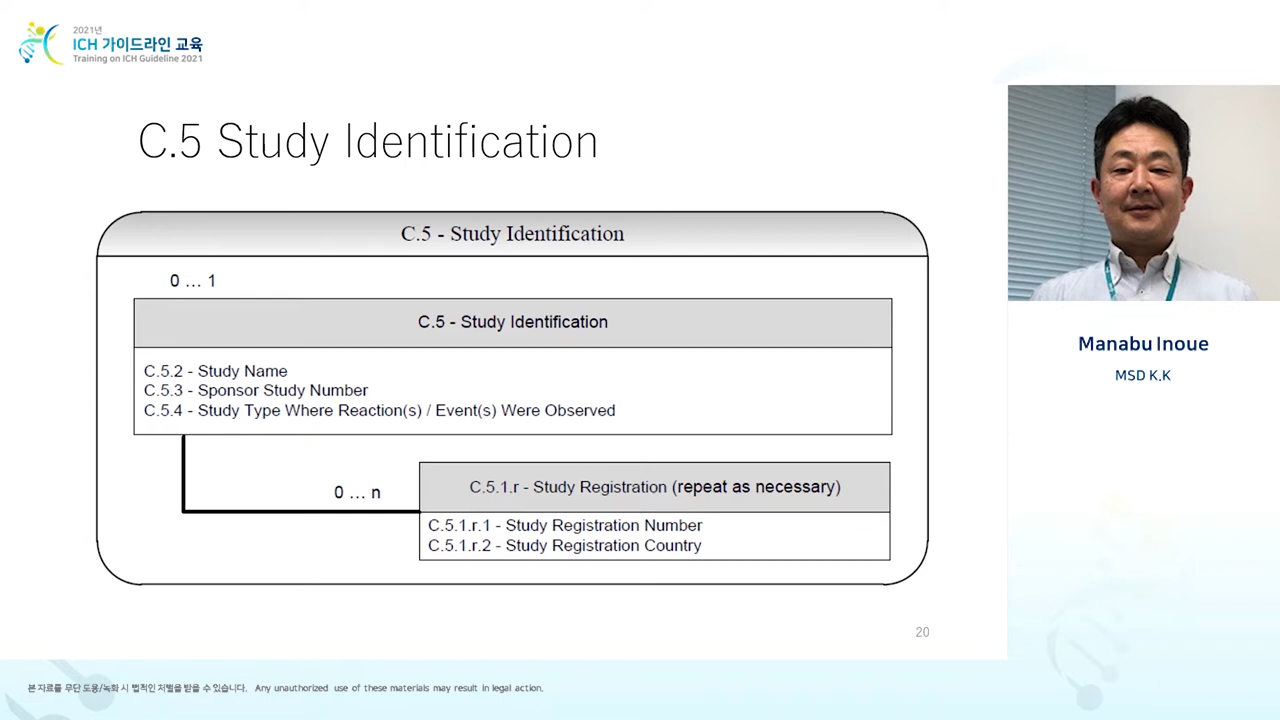 2021년
ICH 가이드라인 교육
Training on ICH Guideline 2021
C.5 Study Identification
C.5 - Study Identification
0 ... 1
C.5 - Study Identification
C.5.2 - Study Name
C.5.3 - Sponsor Study Number
C.5.4 - Study Type Where Reaction(s) / Event(s) Were Observed
0 ... n
C.5.1.r - Study Registration (repeat as necessary)
C.5.1.r.1 - Study Registration Number
C.5.1.r.2 - Study Registration Country
20
Manabu Inoue
MSD K.K
본 자료를 무단 도용/녹화 시 법적인 처벌을 받을 수 있습니다. Any unauthorized use of these materials may result in legal action.